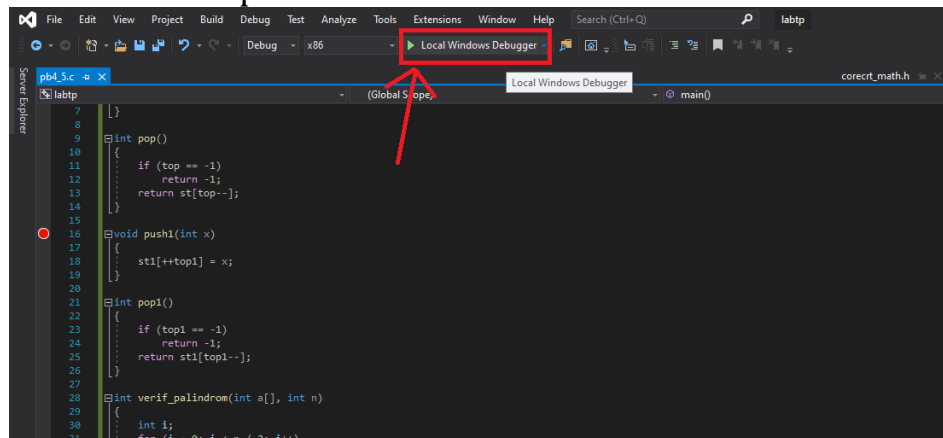 File Edit View Project Build Debug Test Analyze Tools Extensions Window Help Search (Ctrl+Q) labtp
Debug x86 Local Windows Debugger
Server Explorer
pb4_5.c corecrt_math.h
Local Windows Debugger
labtp (Global Scope) main()
7 }
8
9 int pop()
10 {
11 if (top == -1)
12 return -1;
13 return st[top--];
14 }
15
16 void push1(int x)
17 {
18 st1[++top1] = x;
19 }
20
21 int pop1()
22 {
23 if (top1 == -1)
24 return -1;
25 return st1[top1--];
26 }
27
28 int verif_palindrom(int a[], int n)
29 {
30 int i;